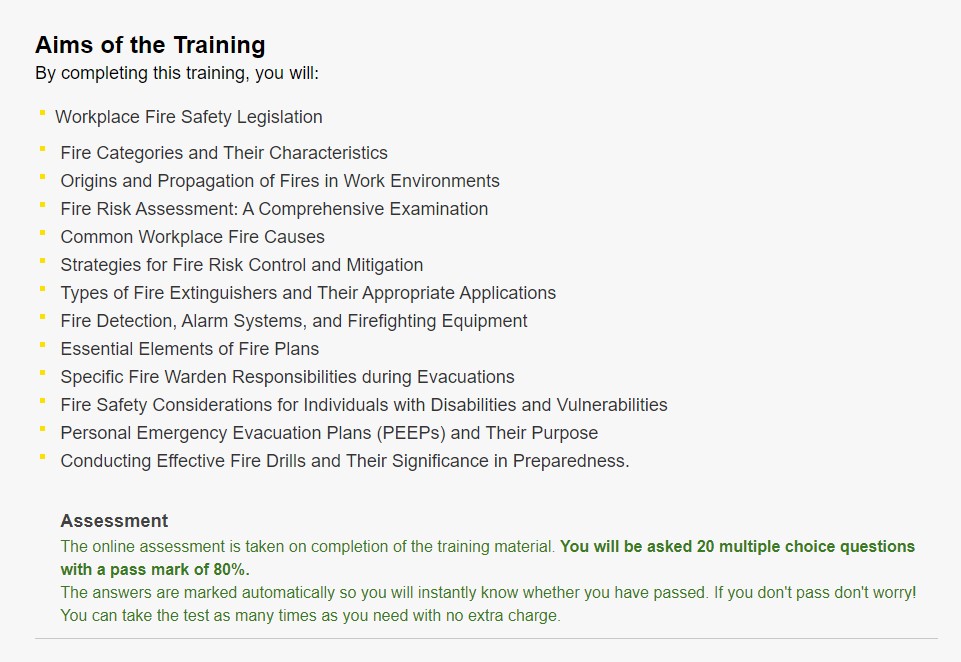 Aims of the Training
By completing this training, you will:
Workplace Fire Safety Legislation
Fire Categories and Their Characteristics
Origins and Propagation of Fires in Work Environments
Fire Risk Assessment: A Comprehensive Examination
Common Workplace Fire Causes
Strategies for Fire Risk Control and Mitigation
Types of Fire Extinguishers and Their Appropriate Applications
Fire Detection, Alarm Systems, and Firefighting Equipment
Essential Elements of Fire Plans
Specific Fire Warden Responsibilities during Evacuations
Fire Safety Considerations for Individuals with Disabilities and Vulnerabilities
Personal Emergency Evacuation Plans (PEEPs) and Their Purpose
Conducting Effective Fire Drills and Their Significance in Preparedness.
Assessment
The online assessment is taken on completion of the training material. You will be asked 20 multiple choice questions
with a pass mark of 80%.
The answers are marked automatically so you will instantly know whether you have passed. If you don't pass don't worry!
You can take the test as many times as you need with no extra charge.